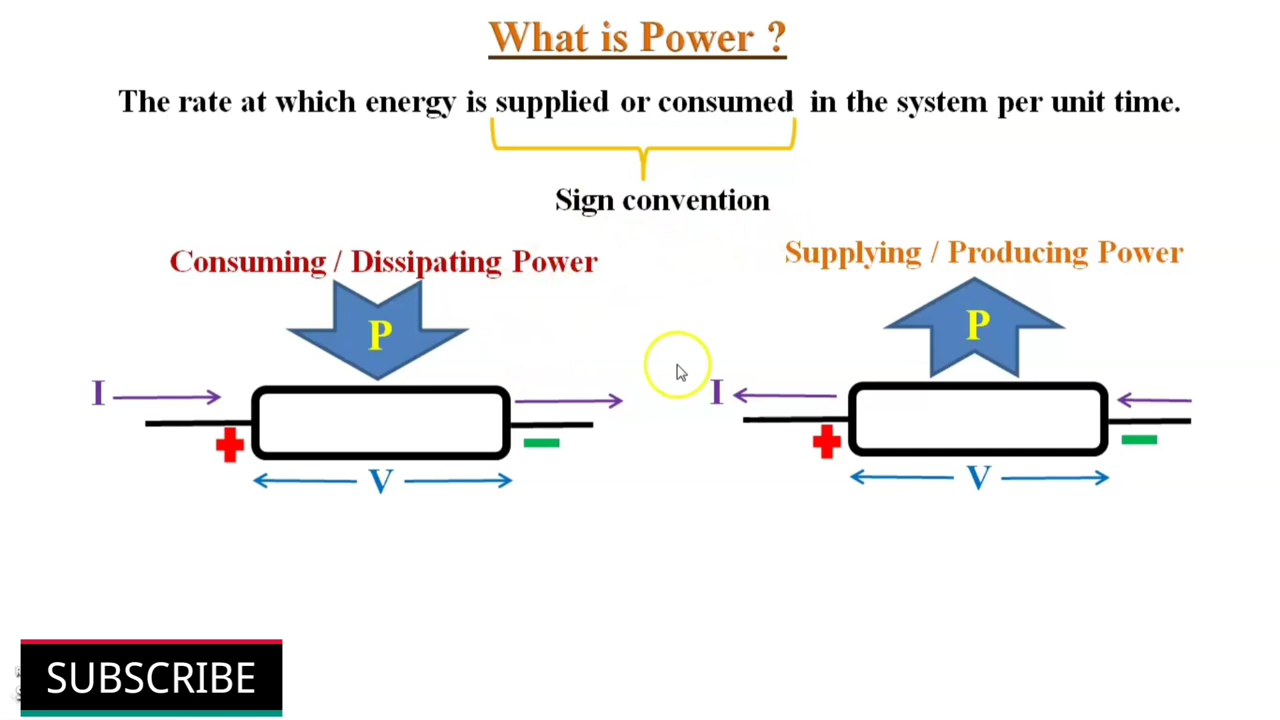 What is Power ?
The rate at which energy is supplied or consumed in the system per unit time.
Sign convention
Consuming / Dissipating Power
Supplying / Producing Power
P
P
I
I
V
V
SUBSCRIBE